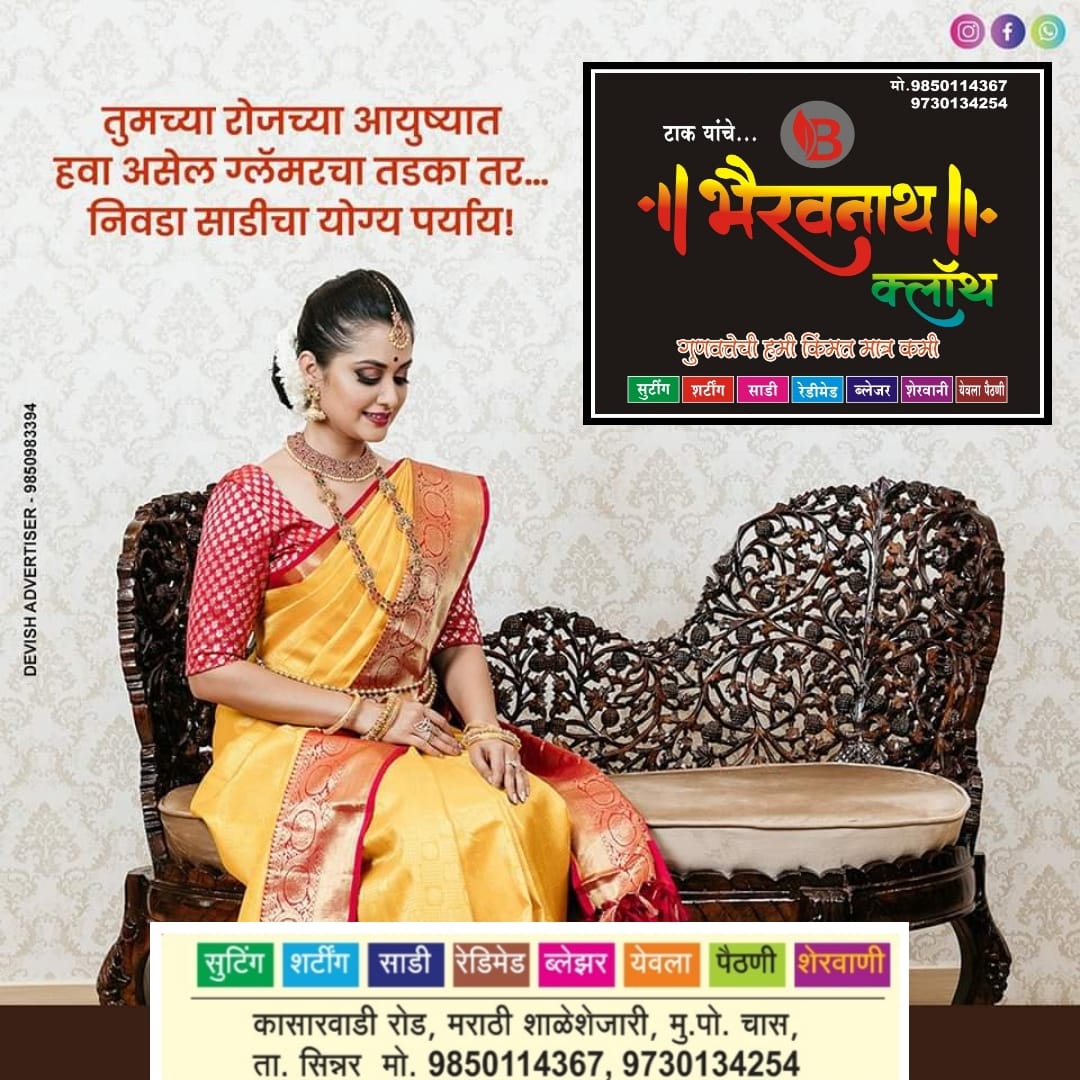 तुमच्या रोजच्या आयुष्यात
हवा असेल ग्लॅमरचा तडका तर...
निवडा साडीचा योग्य पर्याय!
मो.9850114367
9730134254
टाक यांचे...
B
भैरवनाथ
क्लॉथ
गुणवत्तेची हमी किंमत मात्र कमी
सुटींग शर्टींग साडी रेडीमेड ब्लेजर शेरवानी येवला पैठणी
DEVISH ADVERTISER - 9850983394
सुटिंग शर्टींग साडी रेडिमेड ब्लेझर येवला पैठणी शेरवाणी
कासारवाडी रोड, मराठी शाळेशेजारी, मु.पो. चास,
ता. सिन्नर मो. 9850114367, 9730134254